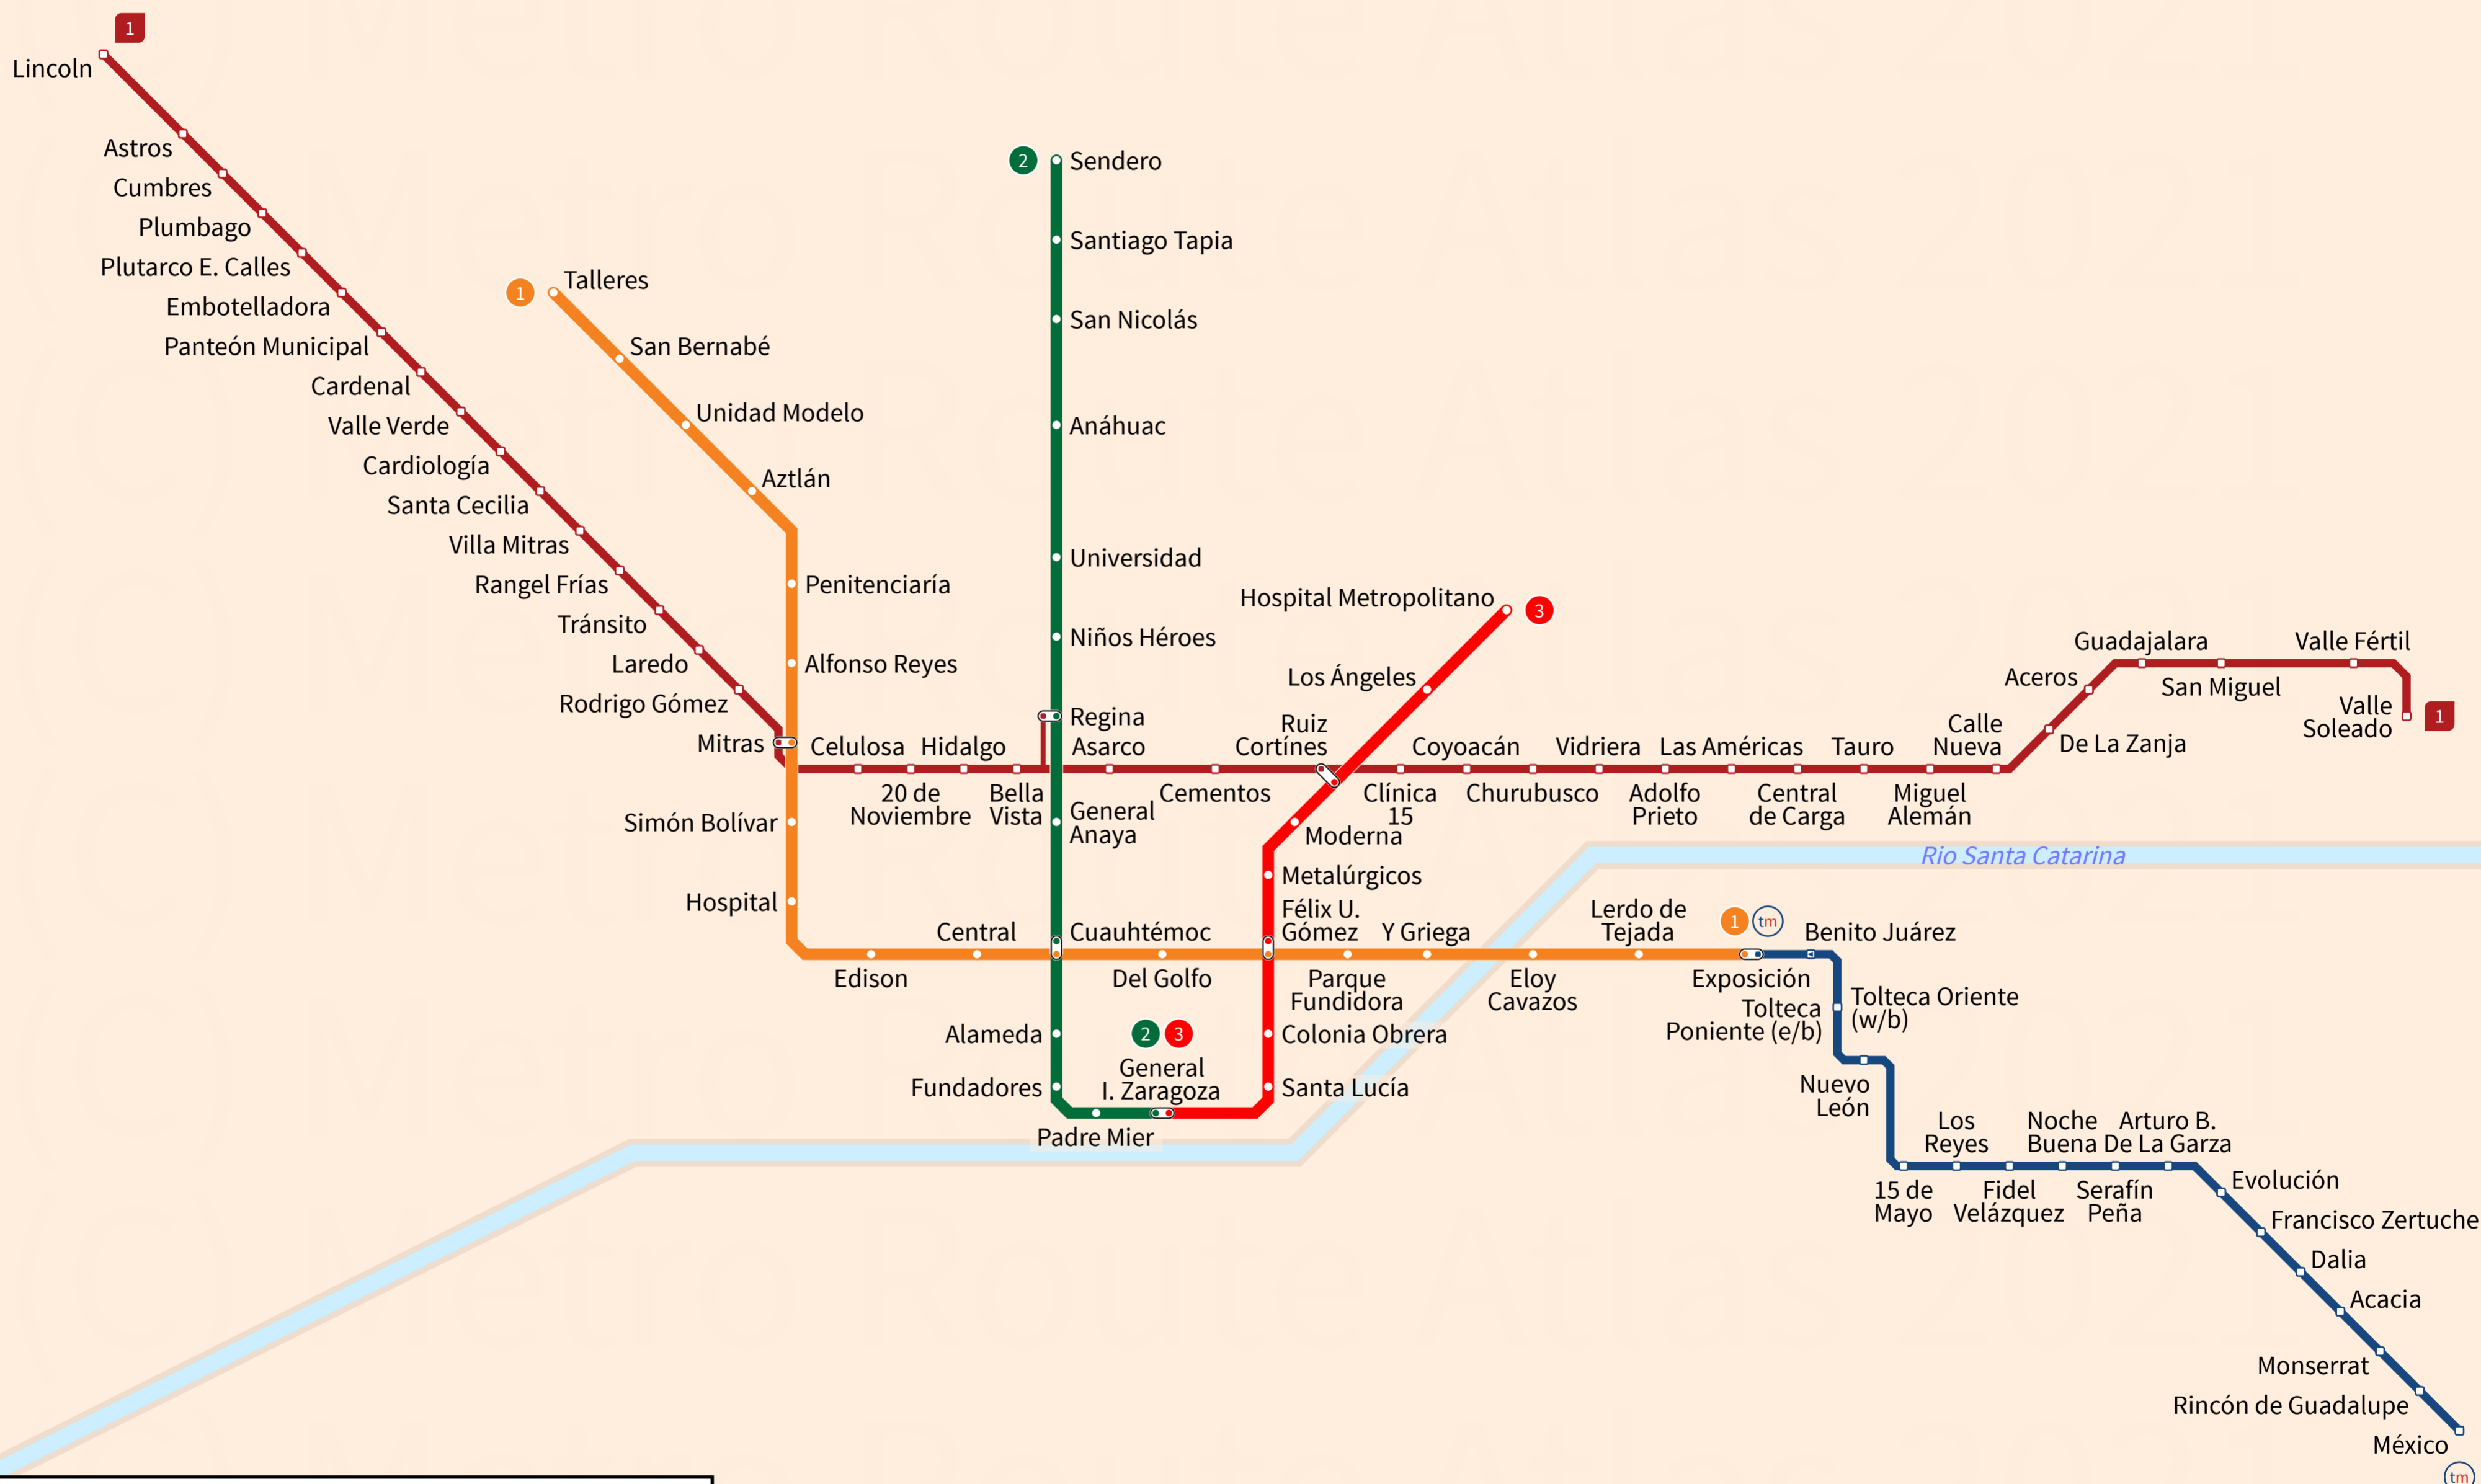 1
Lincoln
Astros
Cumbres
Plumbago
Plutarco E. Calles
Embotelladora
Panteón Municipal
Cardenal
Valle Verde
Cardiología
Santa Cecilia
Villa Mitras
Rangel Frías
Tránsito
Laredo
Rodrigo Gómez
Mitras
1
Talleres
San Bernabé
Unidad Modelo
Aztlán
Penitenciaría
Alfonso Reyes
Simón Bolívar
Hospital
Edison
Central
Cuauhtémoc
Del Golfo
Félix U.
Gómez
Parque
Fundidora
Y Griega
Eloy
Cavazos
Lerdo de
Tejada
1
tm
Exposición
2
Sendero
Santiago Tapia
San Nicolás
Anáhuac
Universidad
Niños Héroes
Regina
General
Anaya
Alameda
Fundadores
Padre Mier
2
3
General
I. Zaragoza
Hospital Metropolitano
3
Los Ángeles
Ruiz
Cortínes
Moderna
Metalúrgicos
Colonia Obrera
Santa Lucía
Celulosa
20 de
Noviembre
Hidalgo
Bella
Vista
Asarco
Cementos
Clínica
15
Coyoacán
Churubusco
Vidriera
Adolfo
Prieto
Las Américas
Central
de Carga
Tauro
Miguel
Alemán
Calle
Nueva
De La Zanja
Aceros
Guadalajara
San Miguel
Valle Fértil
Valle
Soleado
1
Rio Santa Catarina
Benito Juárez
Tolteca
Poniente (e/b)
Tolteca Oriente
(w/b)
Nuevo
León
15 de
Mayo
Los
Reyes
Fidel
Velázquez
Noche
Buena
Serafín
Peña
Arturo B.
De La Garza
Evolución
Francisco Zertuche
Dalia
Acacia
Monserrat
Rincón de Guadalupe
México
tm